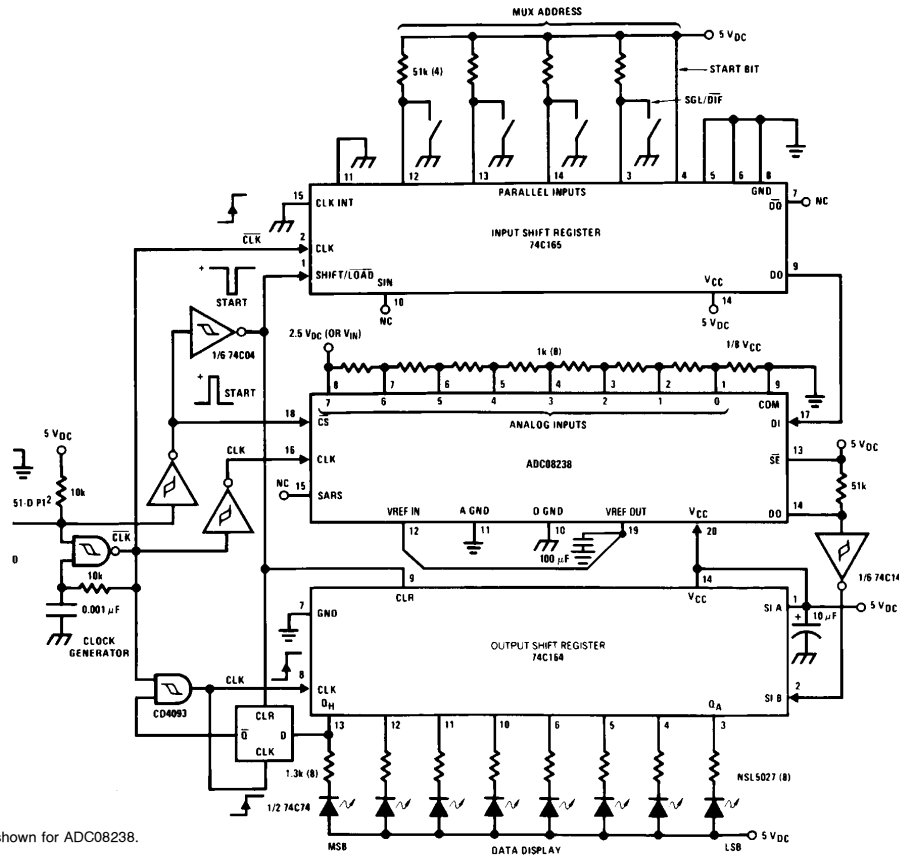 MUX ADDRESS
5 VDC
START BIT
51k (4)
SGL/DIF
11
12
13
14
3
4
5
6
8
PARALLEL INPUTS
GND
15
CLK INT
DO
7
NC
INPUT SHIFT REGISTER
74C165
CLK
2
CLK
1
SHIFT/LOAD
SIN
VCC
DO
9
START
10
NC
14
5 VDC
1/6 74C04
2.5 VDC (OR VIN)
1k (8)
1/8 VCC
START
8
7
6
5
4
3
2
1
9
7
6
5
4
3
2
1
0
COM
18
CS
ANALOG INPUTS
DI
17
5 VDC
CLK
16
CLK
ADC08238
SE
13
5 VDC
10k
NC
15
SARS
51k
51-D P1²
DO
14
VREF IN
A GND
D GND
VREF OUT
VCC
CLK
12
11
10
19
20
0
10k
100 µF
1/6 74C14
9
14
0.001 µF
7
GND
CLR
VCC
SI A
1
5 VDC
10 µF
+
CLOCK
GENERATOR
OUTPUT SHIFT REGISTER
74C164
CLK
8
CLK
SI B
2
QH
QA
CD4093
CLR
13
12
11
10
6
5
4
3
Q
D
CLK
1.3k (8)
NSL5027 (8)
1/2 74C74
shown for ADC08238.
MSB
DATA DISPLAY
LSB
5 VDC